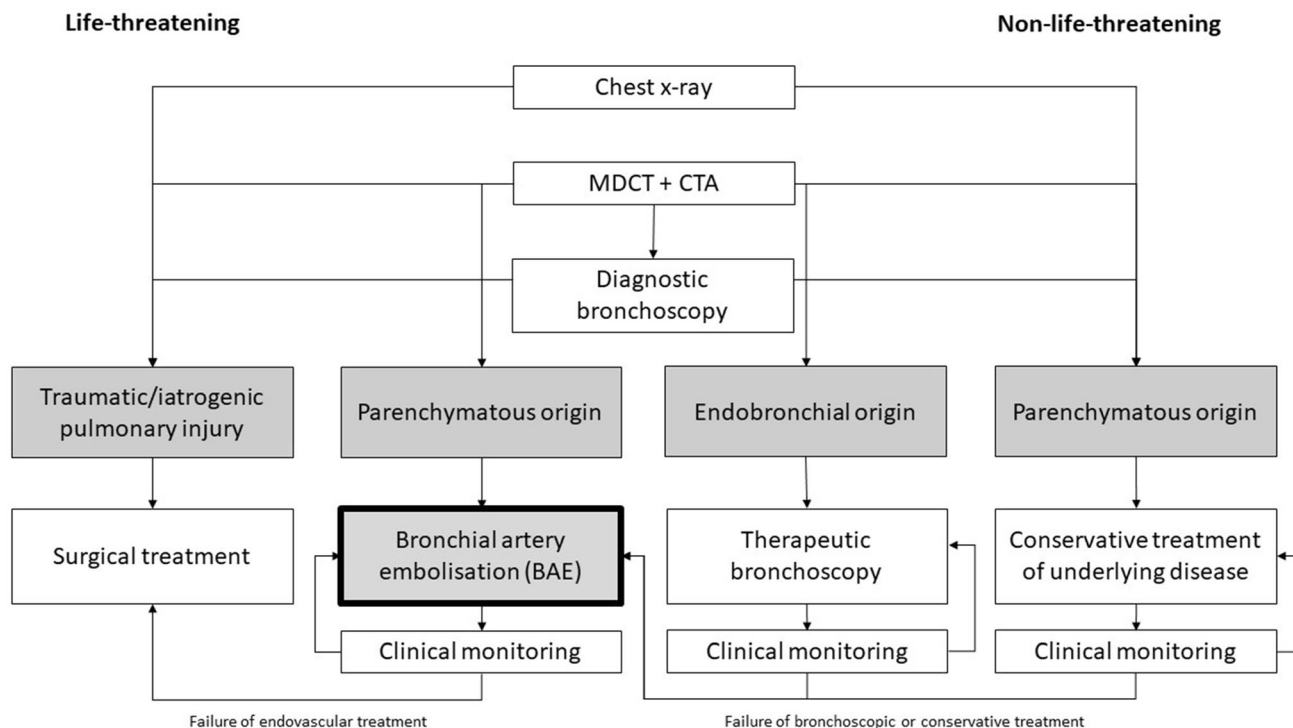 Life-threatening
Non-life-threatening
Chest x-ray
MDCT + CTA
Diagnostic
bronchoscopy
Traumatic/iatrogenic
pulmonary injury
Parenchymatous origin
Endobronchial origin
Parenchymatous origin
Surgical treatment
Bronchial artery
embolisation (BAE)
Therapeutic
bronchoscopy
Conservative treatment
of underlying disease
Clinical monitoring
Clinical monitoring
Clinical monitoring
Failure of endovascular treatment
Failure of bronchoscopic or conservative treatment